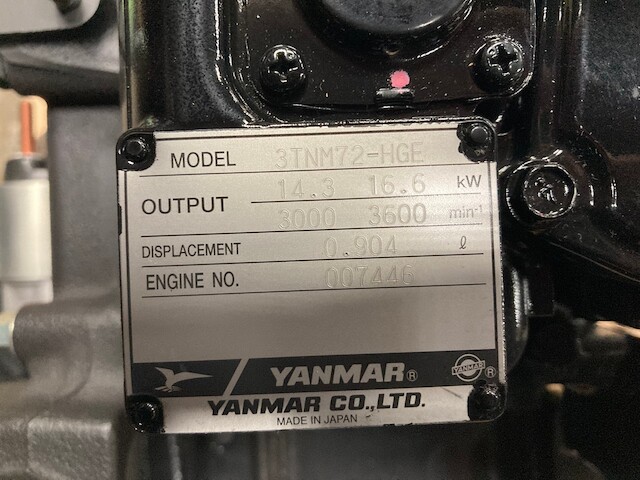 MODEL 3TNM72-HGE
OUTPUT 14.3 16.6 kW
3000 3600 min-1
DISPLACEMENT 0.904 ℓ
ENGINE NO. 007446
YANMAR ®
YANMAR ®
YANMAR CO.,LTD.
MADE IN JAPAN